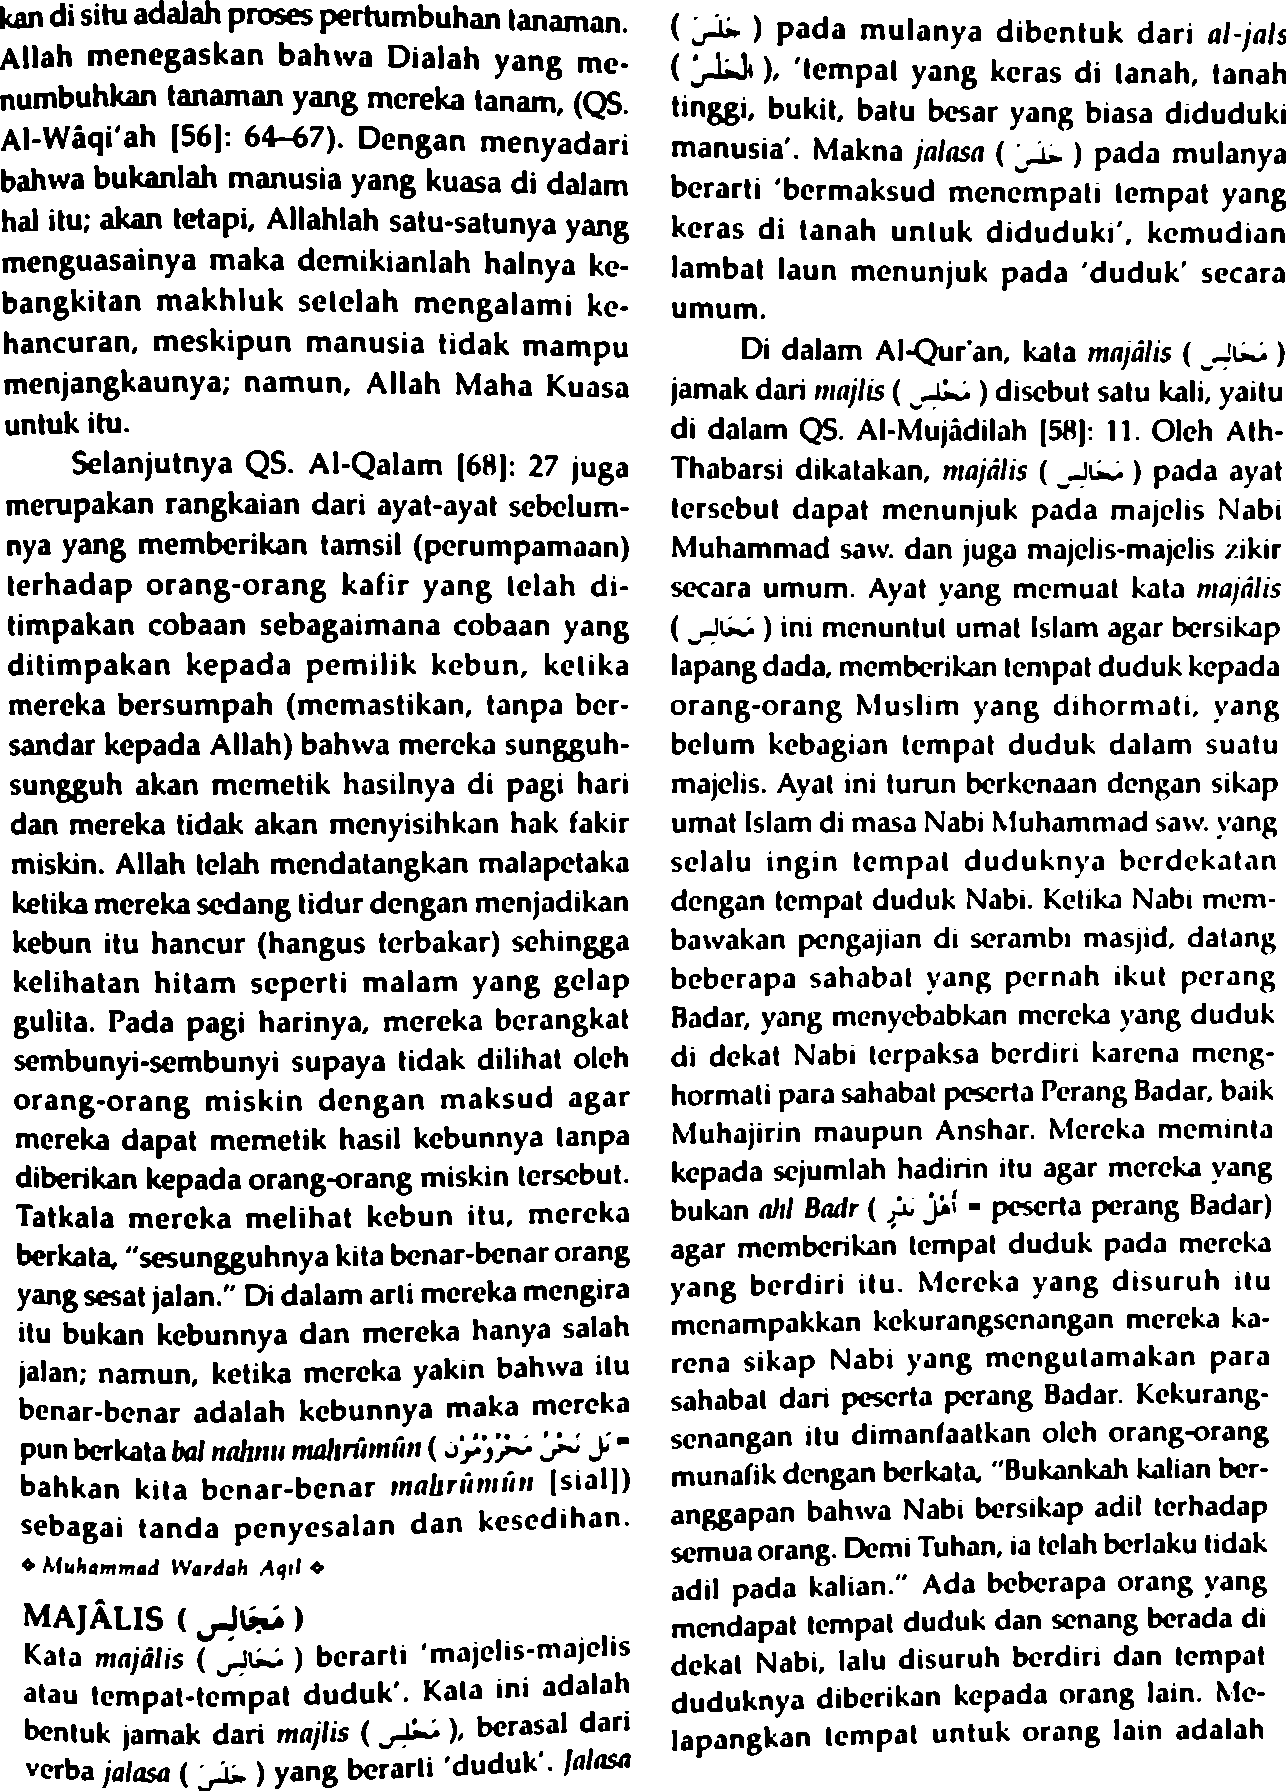 kan di situ adalah proses pertumbuhan tanaman.
Allah menegaskan bahwa Dialah yang me-
numbuhkan tanaman yang mereka tanam, (QS.
Al-Wâqi'ah [56]: 64–67). Dengan menyadari
bahwa bukanlah manusia yang kuasa di dalam
hal itu; akan tetapi, Allahlah satu-satunya yang
menguasainya maka demikianlah halnya ke-
bangkitan makhluk setelah mengalami ke-
hancuran, meskipun manusia tidak mampu
menjangkaunya; namun, Allah Maha Kuasa
untuk itu.
Selanjutnya QS. Al-Qalam [68]: 27 juga
merupakan rangkaian dari ayat-ayat sebelum-
nya yang memberikan tamsil (perumpamaan)
terhadap orang-orang kafir yang telah di-
timpakan cobaan sebagaimana cobaan yang
ditimpakan kepada pemilik kebun, ketika
mereka bersumpah (memastikan, tanpa ber-
sandar kepada Allah) bahwa mereka sungguh-
sungguh akan memetik hasilnya di pagi hari
dan mereka tidak akan menyisihkan hak fakir
miskin. Allah telah mendatangkan malapetaka
ketika mereka sedang tidur dengan menjadikan
kebun itu hancur (hangus terbakar) sehingga
kelihatan hitam seperti malam yang gelap
gulita. Pada pagi harinya, mereka berangkat
sembunyi-sembunyi supaya tidak dilihat oleh
orang-orang miskin dengan maksud agar
mereka dapat memetik hasil kebunnya tanpa
diberikan kepada orang-orang miskin tersebut.
Tatkala mereka melihat kebun itu, mereka
berkata, "sesungguhnya kita benar-benar orang
yang sesat jalan." Di dalam arti mereka mengira
itu bukan kebunnya dan mereka hanya salah
jalan; namun, ketika mereka yakin bahwa itu
benar-benar adalah kebunnya maka mereka
pun berkata bal nahnu mahrûmûn ( بَلْ نَحْنُ مَحْرُوْمُوْنَ =
bahkan kita benar-benar mahrûmûn [sial])
sebagai tanda penyesalan dan kesedihan.
❖ Muhammad Wardah Aqil ❖
MAJÂLIS ( مَجَالِس )
Kata majâlis ( مَجَالِس ) berarti 'majelis-majelis
atau tempat-tempat duduk'. Kata ini adalah
bentuk jamak dari majlis ( مَجْلِس ), berasal dari
verba jalasa ( جَلَسَ ) yang berarti 'duduk'. Jalasa
( جَلَسَ ) pada mulanya dibentuk dari al-jals
( الْجَلْسُ ), 'tempat yang keras di tanah, tanah
tinggi, bukit, batu besar yang biasa diduduki
manusia'. Makna jalasa ( جَلَسَ ) pada mulanya
berarti 'bermaksud menempati tempat yang
keras di tanah untuk diduduki', kemudian
lambat laun menunjuk pada 'duduk' secara
umum.
Di dalam Al-Qur'an, kata majâlis ( مَجَالِس )
jamak dari majlis ( مَجْلِس ) disebut satu kali, yaitu
di dalam QS. Al-Mujâdilah [58]: 11. Oleh Ath-
Thabarsi dikatakan, majâlis ( مَجَالِس ) pada ayat
tersebut dapat menunjuk pada majelis Nabi
Muhammad saw. dan juga majelis-majelis zikir
secara umum. Ayat yang memuat kata majâlis
( مَجَالِس ) ini menuntut umat Islam agar bersikap
lapang dada, memberikan tempat duduk kepada
orang-orang Muslim yang dihormati, yang
belum kebagian tempat duduk dalam suatu
majelis. Ayat ini turun berkenaan dengan sikap
umat Islam di masa Nabi Muhammad saw. yang
selalu ingin tempat duduknya berdekatan
dengan tempat duduk Nabi. Ketika Nabi mem-
bawakan pengajian di serambi masjid, datang
beberapa sahabat yang pernah ikut perang
Badar, yang menyebabkan mereka yang duduk
di dekat Nabi terpaksa berdiri karena meng-
hormati para sahabat peserta Perang Badar, baik
Muhajirin maupun Anshar. Mereka meminta
kepada sejumlah hadirin itu agar mereka yang
bukan ahl Badr ( أَهْلُ بَدْرٍ = peserta perang Badar)
agar memberikan tempat duduk pada mereka
yang berdiri itu. Mereka yang disuruh itu
menampakkan kekurangsenangan mereka ka-
rena sikap Nabi yang mengutamakan para
sahabat dari peserta perang Badar. Kekurang-
senangan itu dimanfaatkan oleh orang-orang
munafik dengan berkata, "Bukankah kalian ber-
anggapan bahwa Nabi bersikap adil terhadap
semua orang. Demi Tuhan, ia telah berlaku tidak
adil pada kalian." Ada beberapa orang yang
mendapat tempat duduk dan senang berada di
dekat Nabi, lalu disuruh berdiri dan tempat
duduknya diberikan kepada orang lain. Me-
lapangkan tempat untuk orang lain adalah